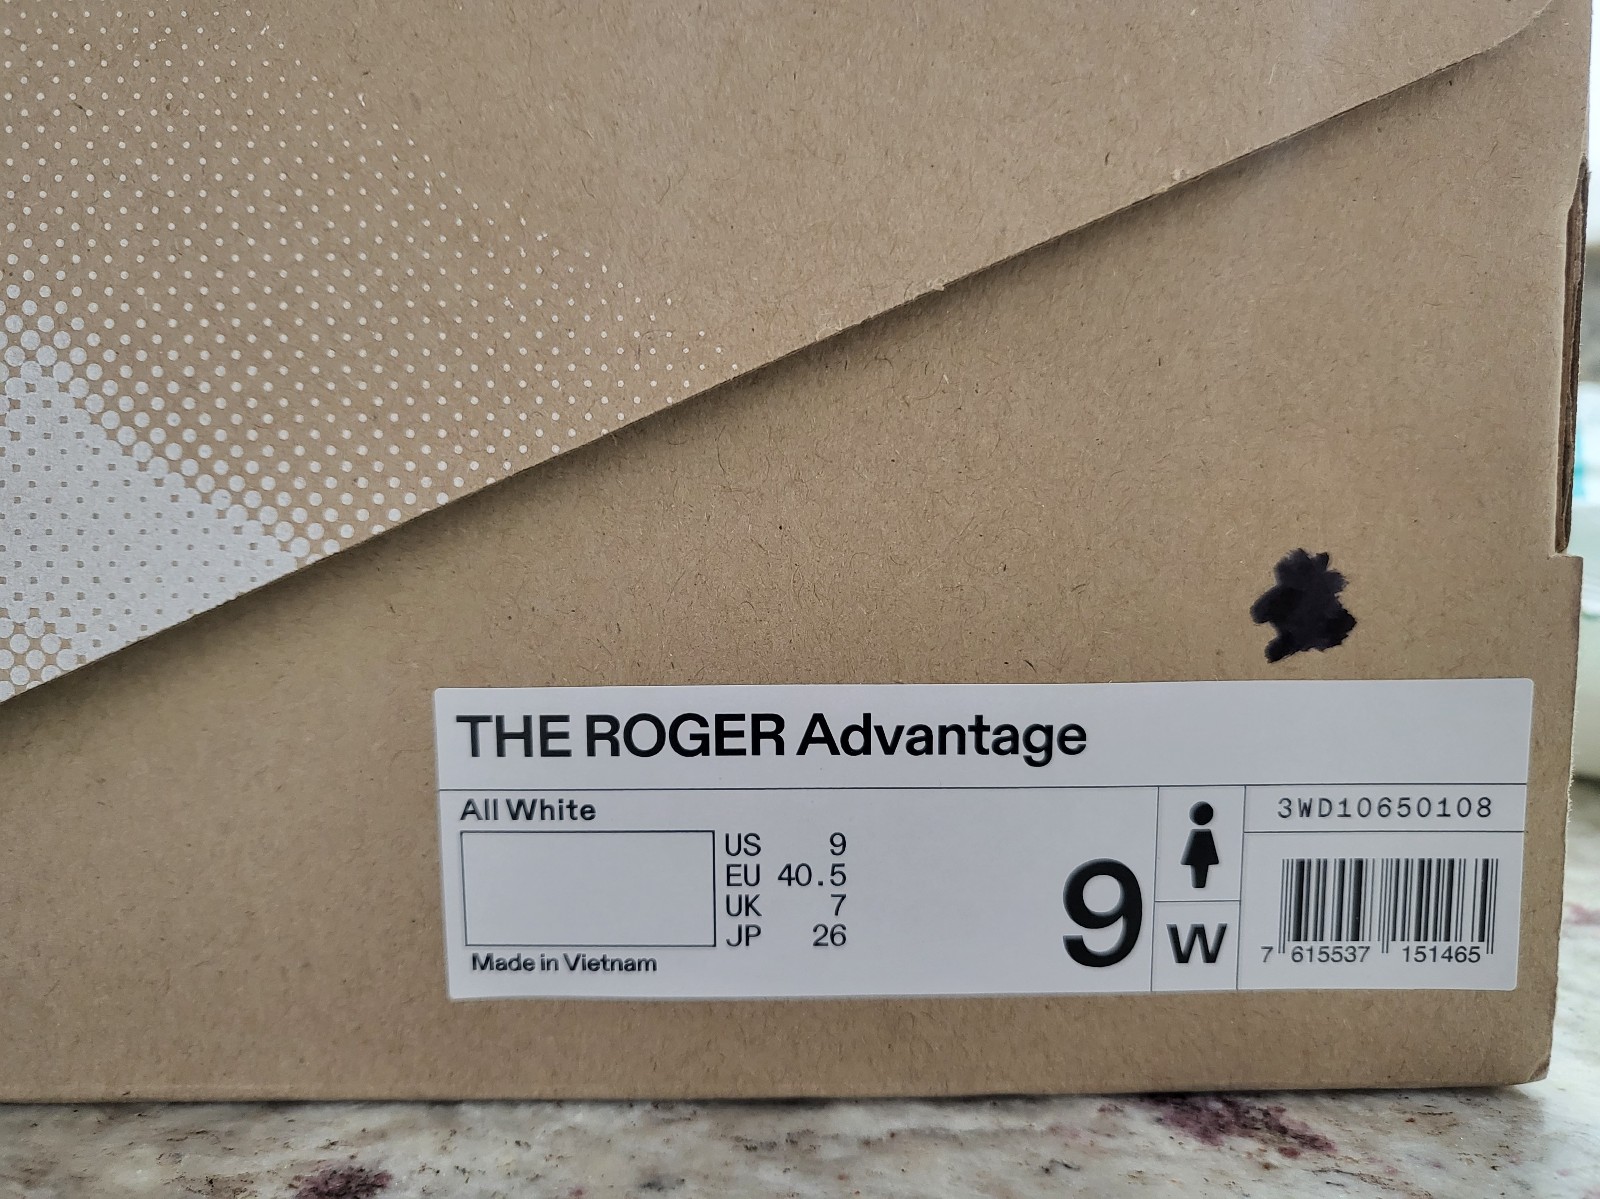 THE ROGER Advantage
All White
US 9
EU 40.5
UK 7
JP 26
Made in Vietnam
9
W
3WD10650108
7 615537 151465